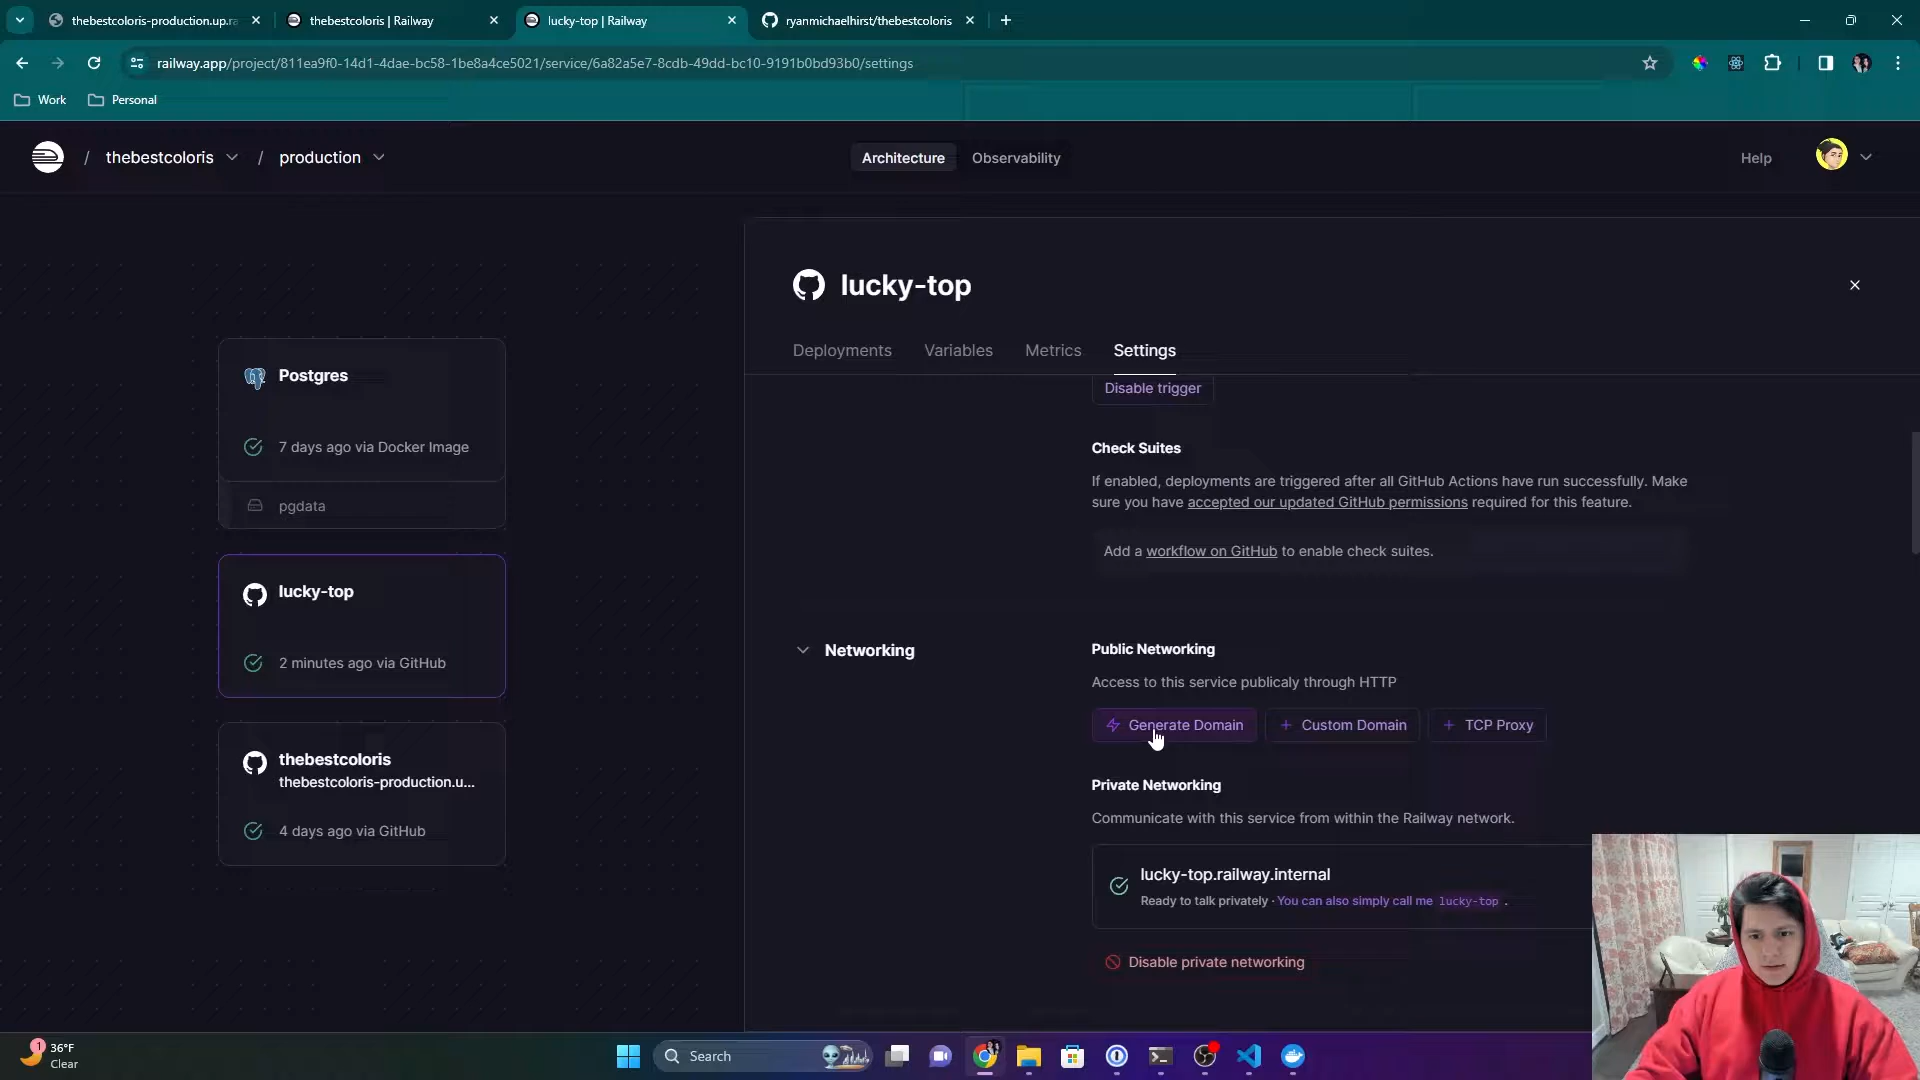 thebestcoloris-production.up.ra
thebestcoloris | Railway
lucky-top | Railway
ryanmichaelhirst/thebestcoloris
railway.app/project/811ea9f0-14d1-4dae-bc58-1be8a4ce5021/service/6a82a5e7-8cdb-49dd-bc10-9191b0bd93b0/settings
Work
Personal
/ thebestcoloris / production
Architecture
Observability
Help
lucky-top
Deployments
Variables
Metrics
Settings
Postgres
7 days ago via Docker Image
pgdata
lucky-top
2 minutes ago via GitHub
thebestcoloris
thebestcoloris-production.u...
4 days ago via GitHub
Disable trigger
Check Suites
If enabled, deployments are triggered after all GitHub Actions have run successfully. Make
sure you have accepted our updated GitHub permissions required for this feature.
Add a workflow on GitHub to enable check suites.
Networking
Public Networking
Access to this service publicaly through HTTP
Generate Domain
Custom Domain
TCP Proxy
Private Networking
Communicate with this service from within the Railway network.
lucky-top.railway.internal
Ready to talk privately · You can also simply call me lucky-top .
Disable private networking
1
36°F
Clear
Search